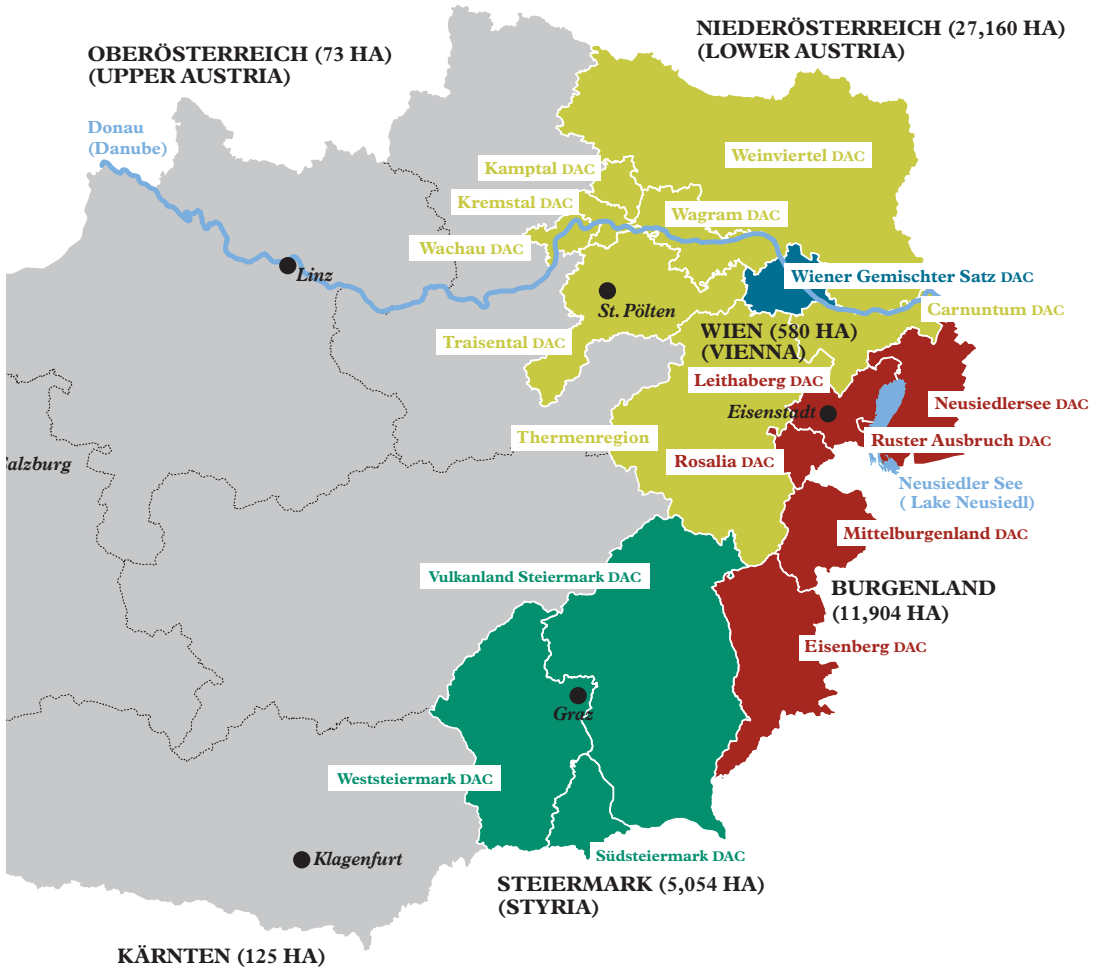 NIEDERÖSTERREICH (27,160 HA)
(LOWER AUSTRIA)
OBERÖSTERREICH (73 HA)
(UPPER AUSTRIA)
Donau
(Danube)
Weinviertel DAC
Kamptal DAC
Kremstal DAC
Wagram DAC
Wachau DAC
Linz
Wiener Gemischter Satz DAC
St. Pölten
Carnuntum DAC
WIEN (580 HA)
(VIENNA)
Traisental DAC
Leithaberg DAC
Neusiedlersee DAC
Eisenstadt
Thermenregion
Ruster Ausbruch DAC
Rosalia DAC
alzburg
Neusiedler See
( Lake Neusiedl)
Mittelburgenland DAC
Vulkanland Steiermark DAC
BURGENLAND
(11,904 HA)
Eisenberg DAC
Graz
Weststeiermark DAC
Südsteiermark DAC
Klagenfurt
STEIERMARK (5,054 HA)
(STYRIA)
KÄRNTEN (125 HA)